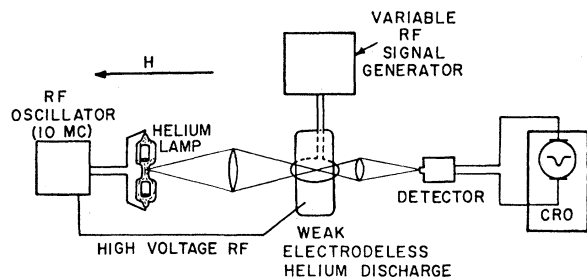 VARIABLE
RF
SIGNAL
GENERATOR
H
RF
OSCILLATOR
(10 MC)
HELIUM
LAMP
DETECTOR
CRO
HIGH VOLTAGE RF
WEAK
ELECTRODELESS
HELIUM DISCHARGE